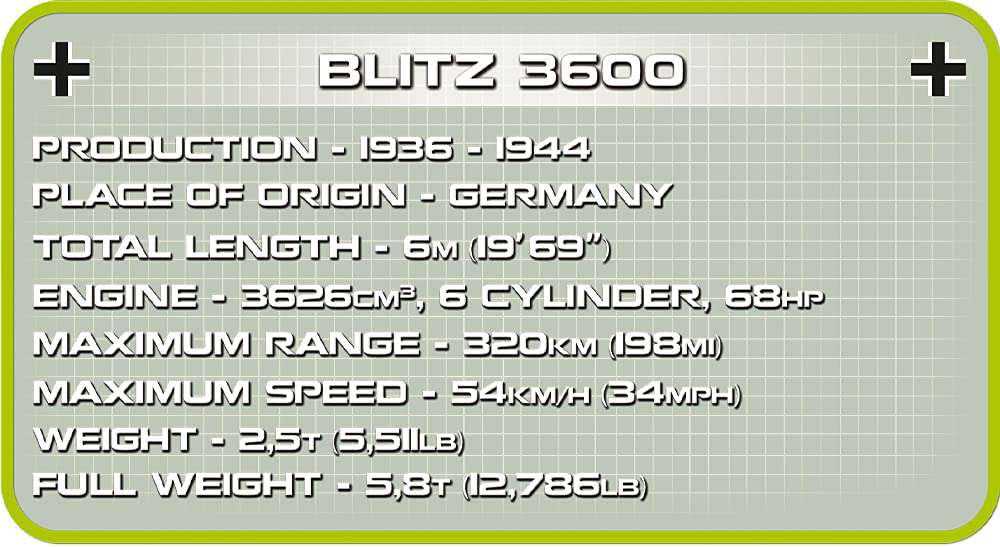 BLITZ 3600
PRODUCTION - 1936 - 1944
PLACE OF ORIGIN - GERMANY
TOTAL LENGTH - 6M (19’69”)
ENGINE - 3626CM³, 6 CYLINDER, 68HP
MAXIMUM RANGE - 320KM (198MI)
MAXIMUM SPEED - 54KM/H (34MPH)
WEIGHT - 2,5T (5,511LB)
FULL WEIGHT - 5,8T (12,786LB)